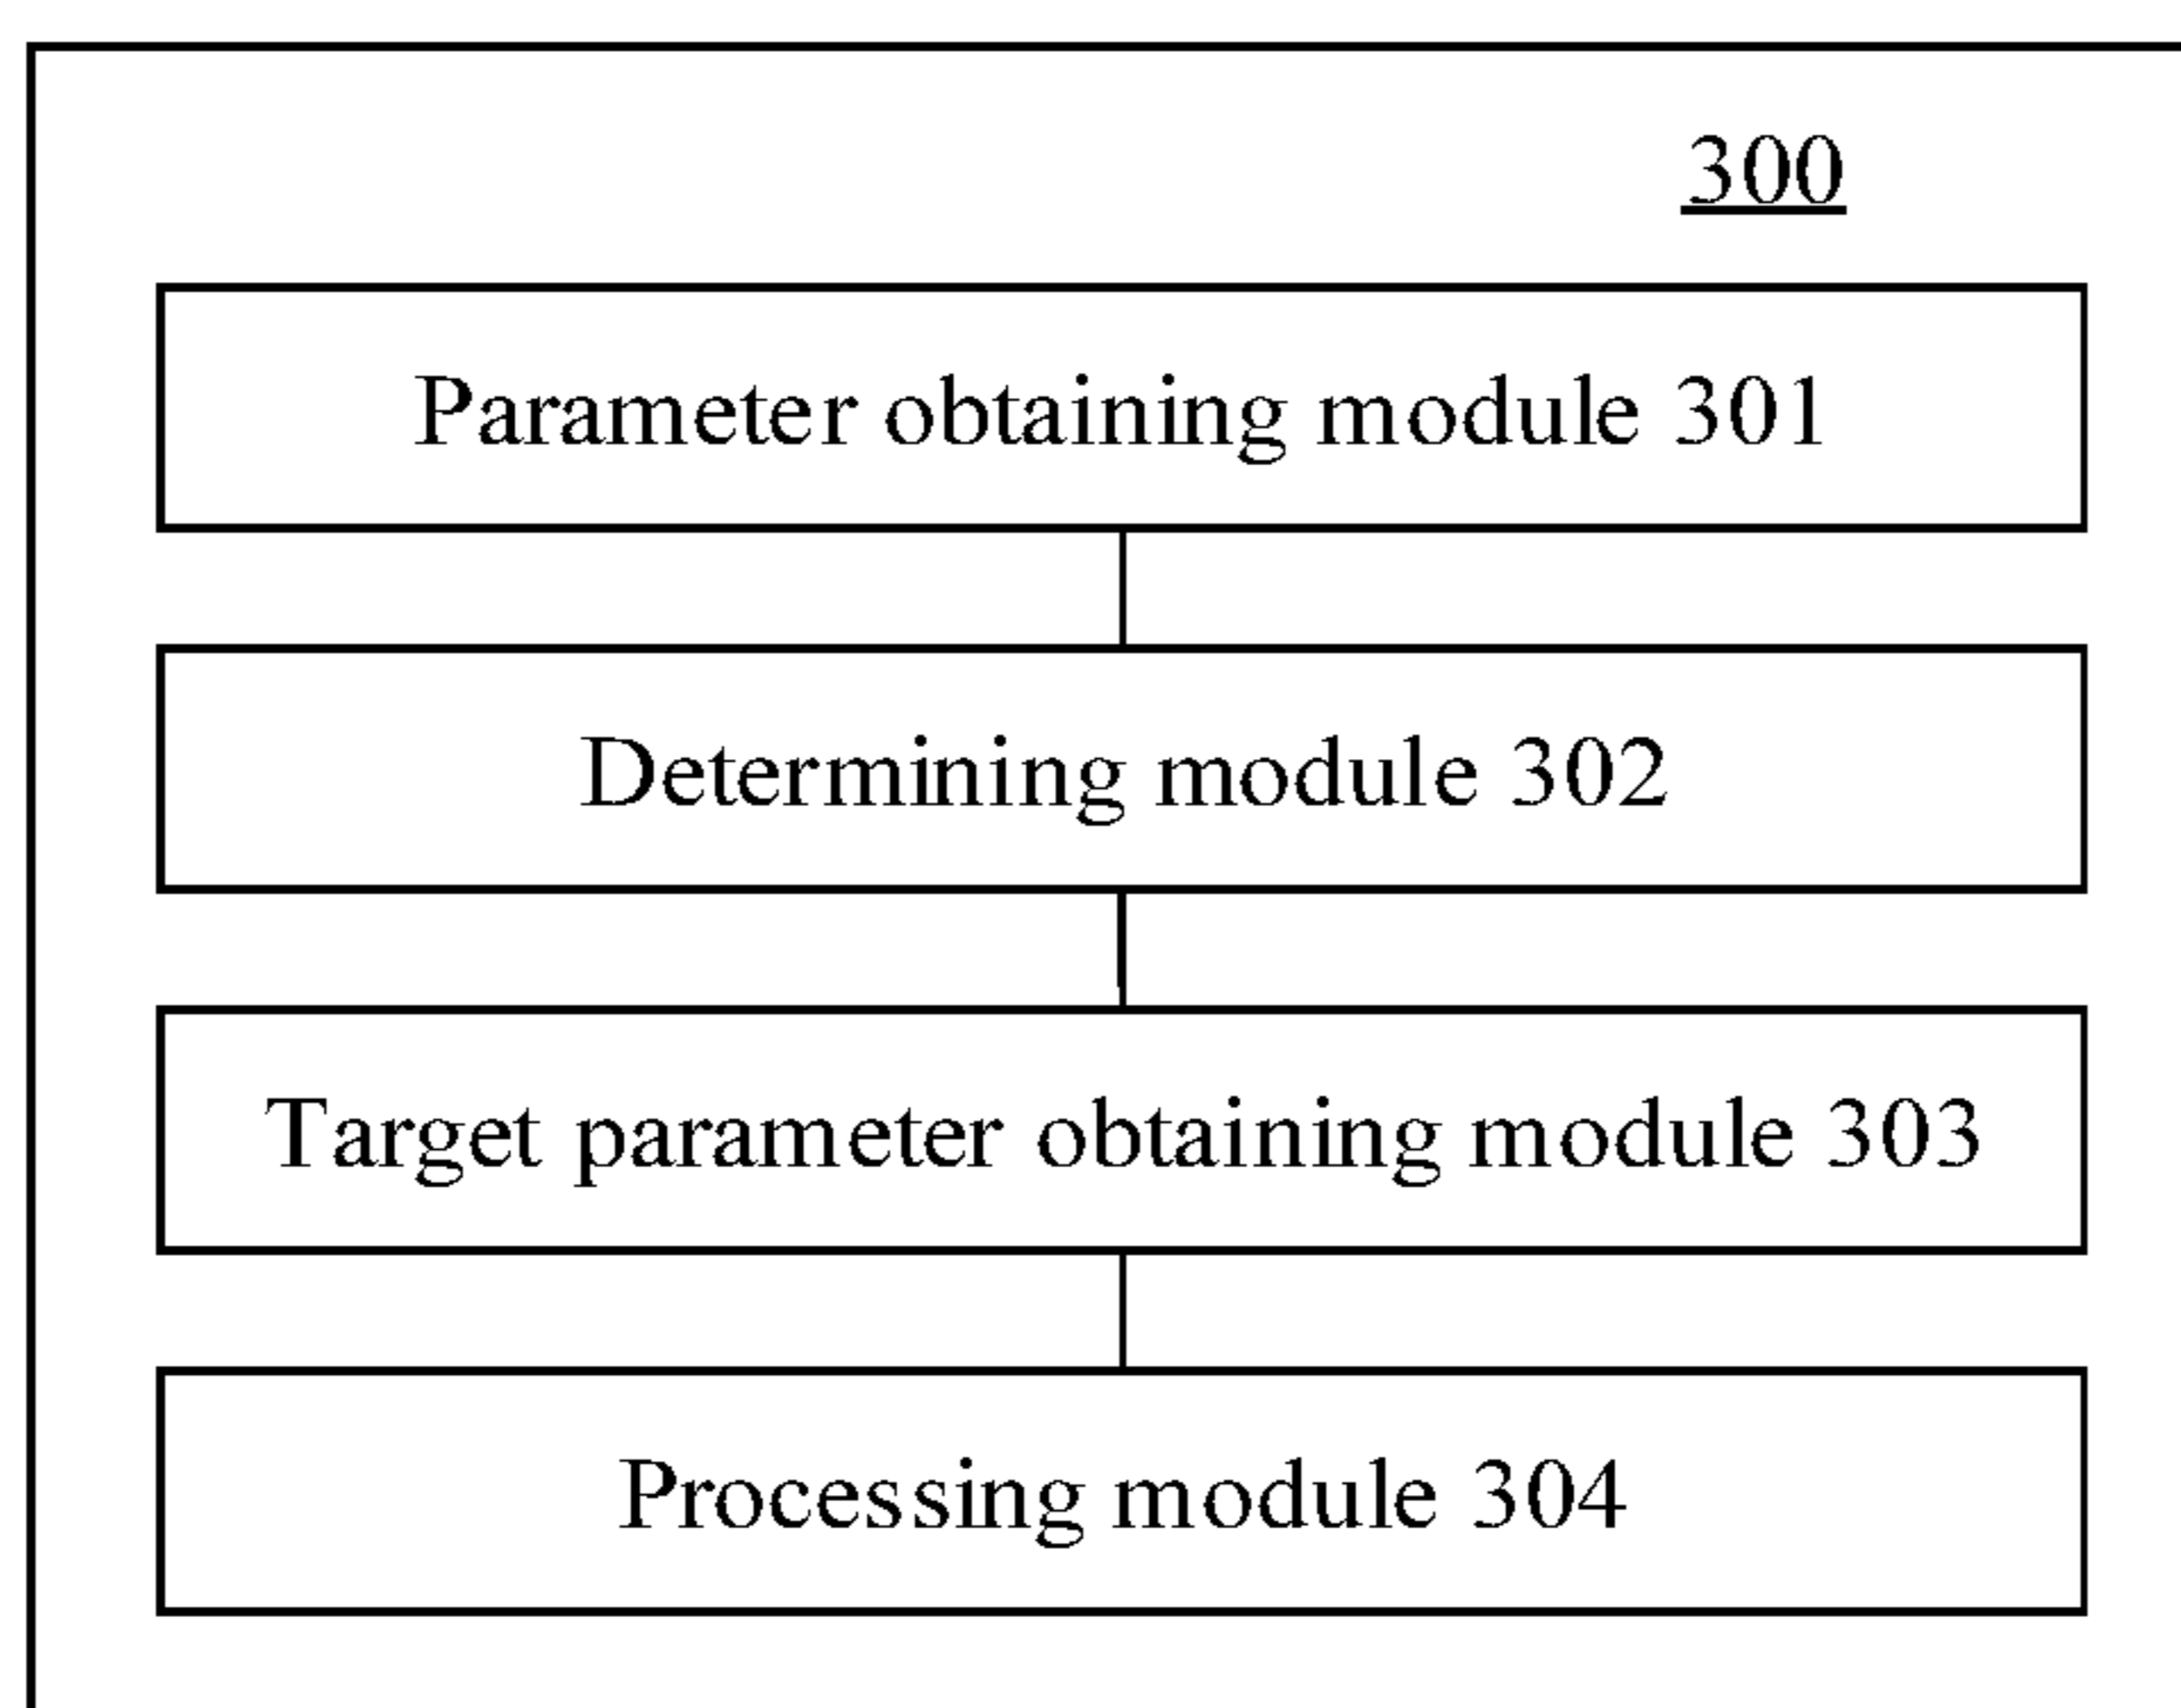 300
Parameter obtaining module 301
Determining module 302
Target parameter obtaining module 303
Processing module 304